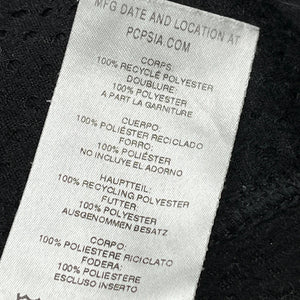 MFG DATE AND LOCATION AT
PCPSIA.COM
CORPS:
100% RECYCLÉ POLYESTER
DOUBLURE:
100% POLYESTER
A PART LA GARNITURE
CUERPO:
100% POLIÉSTER RECICLADO
FORRO:
100% POLIÉSTER
NO INCLUYE EL ADORNO
HAUPTTEIL:
100% RECYCLING POLYESTER
FUTTER:
100% POLYESTER
AUSGENOMMEN BESATZ
CORPO:
100% POLIESTERE RICICLATO
FODERA:
100% POLIESTERE
ESCLUSO INSERTO